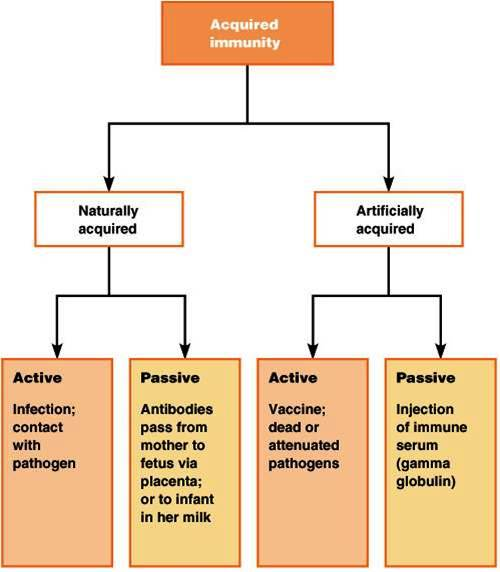 Acquired
immunity
Naturally
acquired
Artificially
acquired
Active
Infection;
contact
with
pathogen
Passive
Antibodies
pass from
mother to
fetus via
placenta;
or to infant
in her milk
Active
Vaccine;
dead or
attenuated
pathogens
Passive
Injection
of immune
serum
(gamma
globulin)